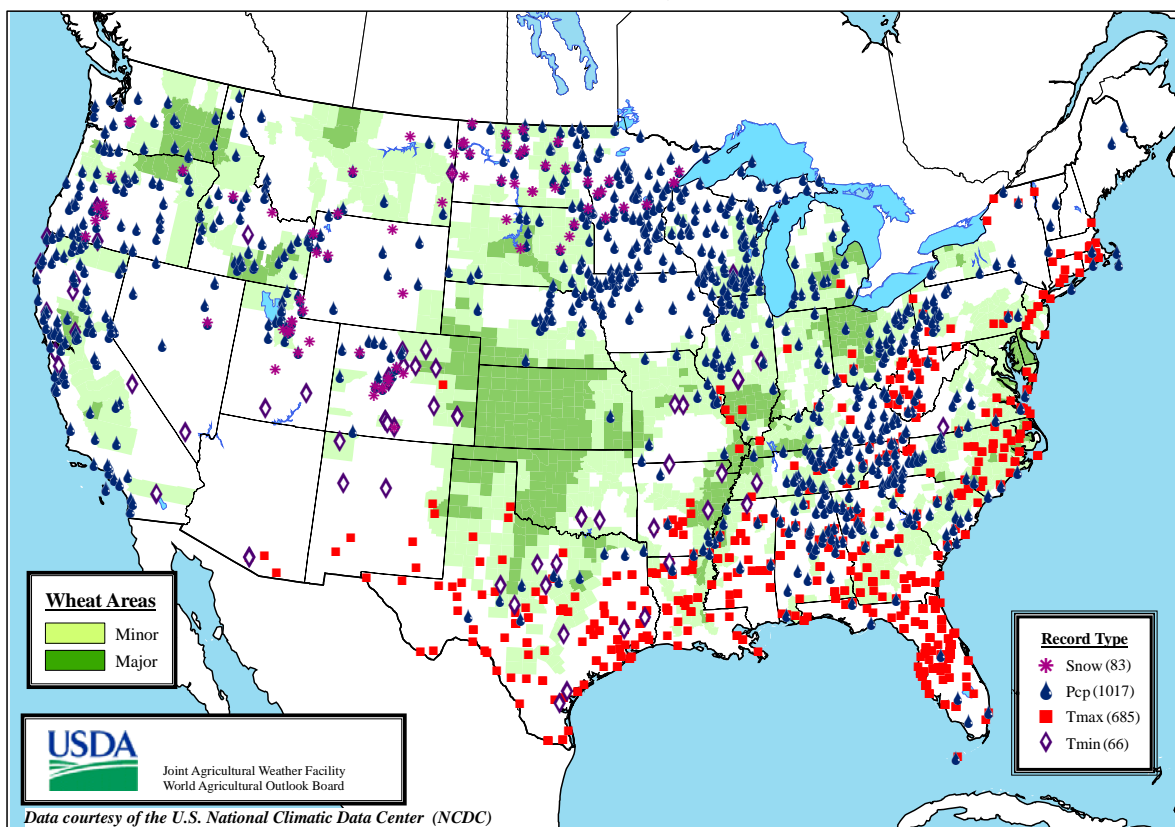 Wheat Areas
Minor
Major
Record Type
Snow (83)
Pcp (1017)
Tmax (685)
Tmin (66)
USDA
Joint Agricultural Weather Facility
World Agricultural Outlook Board
Data courtesy of the U.S. National Climatic Data Center (NCDC)